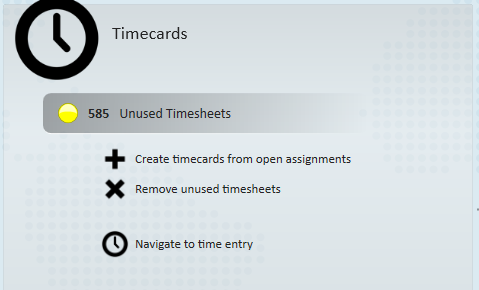 Timecards
585 Unused Timesheets
Create timecards from open assignments
Remove unused timesheets
Navigate to time entry